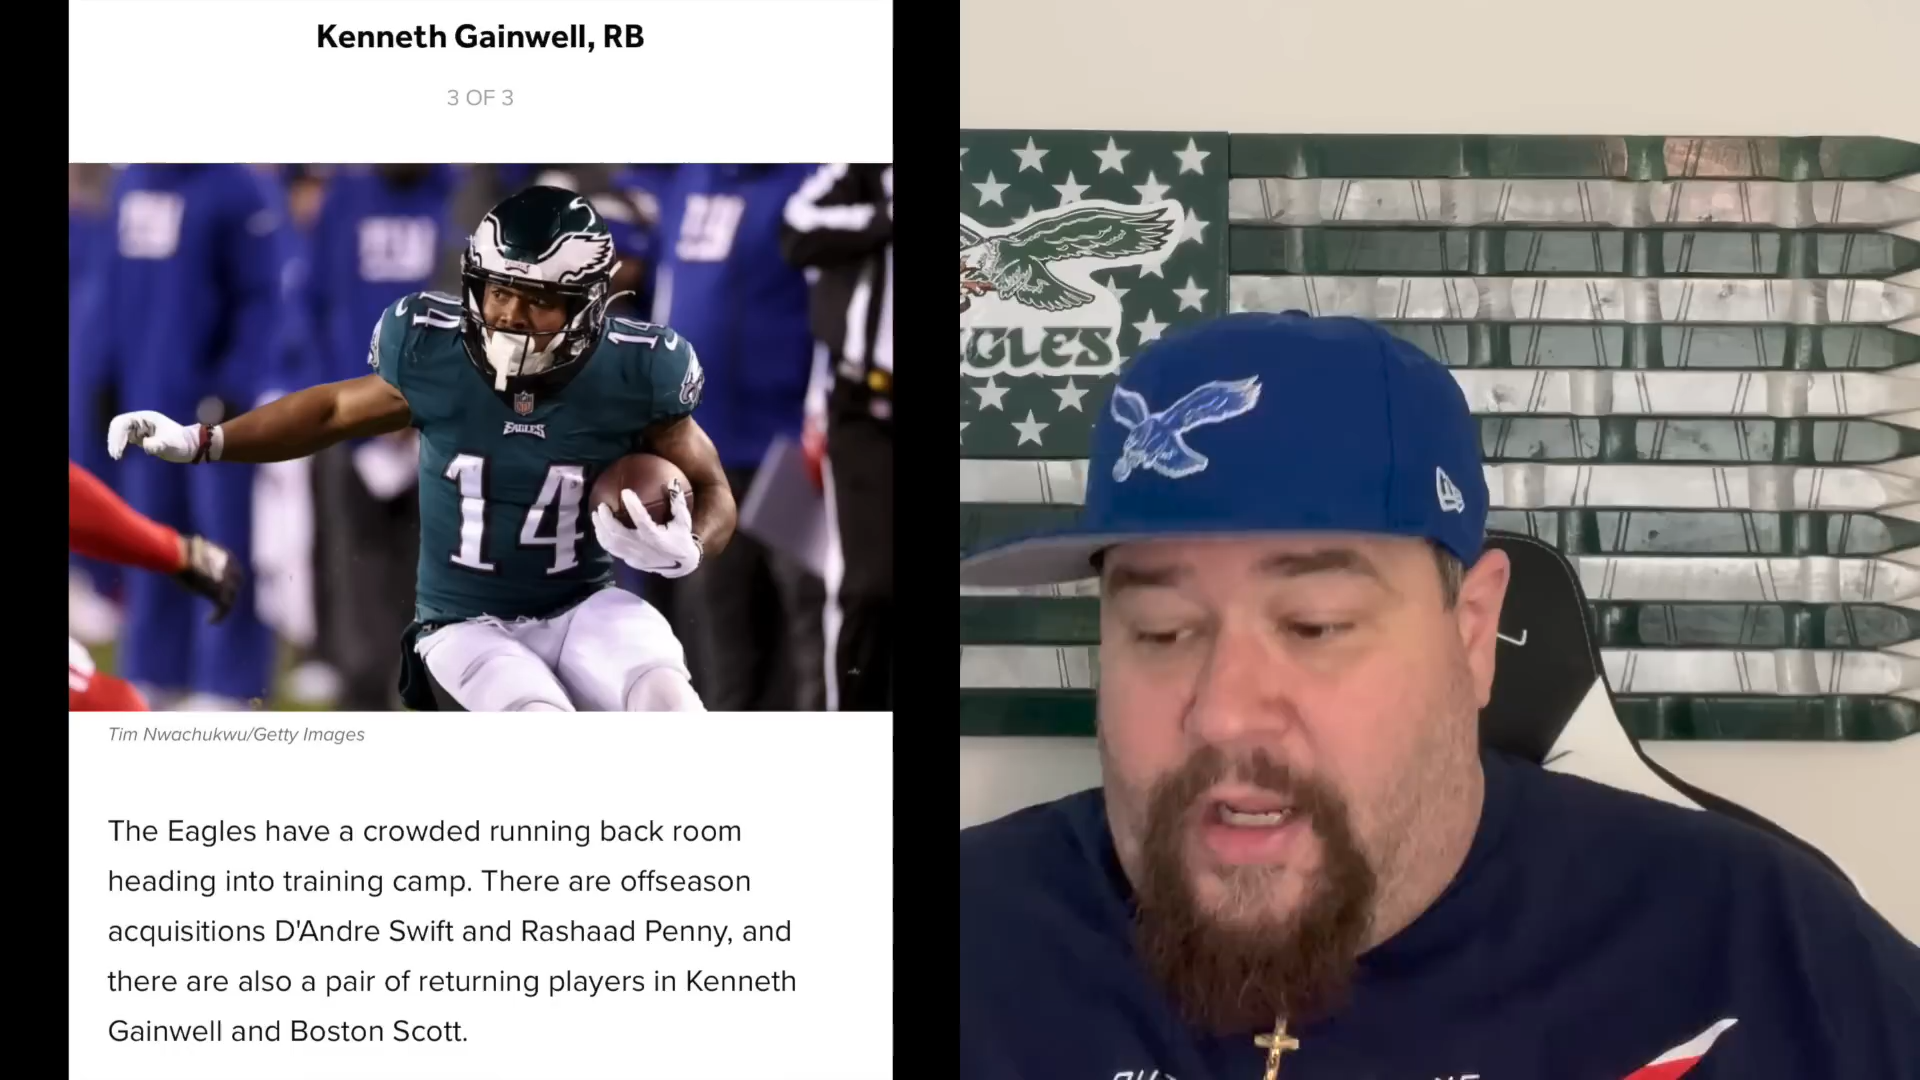 Kenneth Gainwell, RB
3 OF 3
14
14
EAGLES
14
Tim Nwachukwu/Getty Images
The Eagles have a crowded running back room
heading into training camp. There are offseason
acquisitions D'Andre Swift and Rashaad Penny, and
there are also a pair of returning players in Kenneth
Gainwell and Boston Scott.